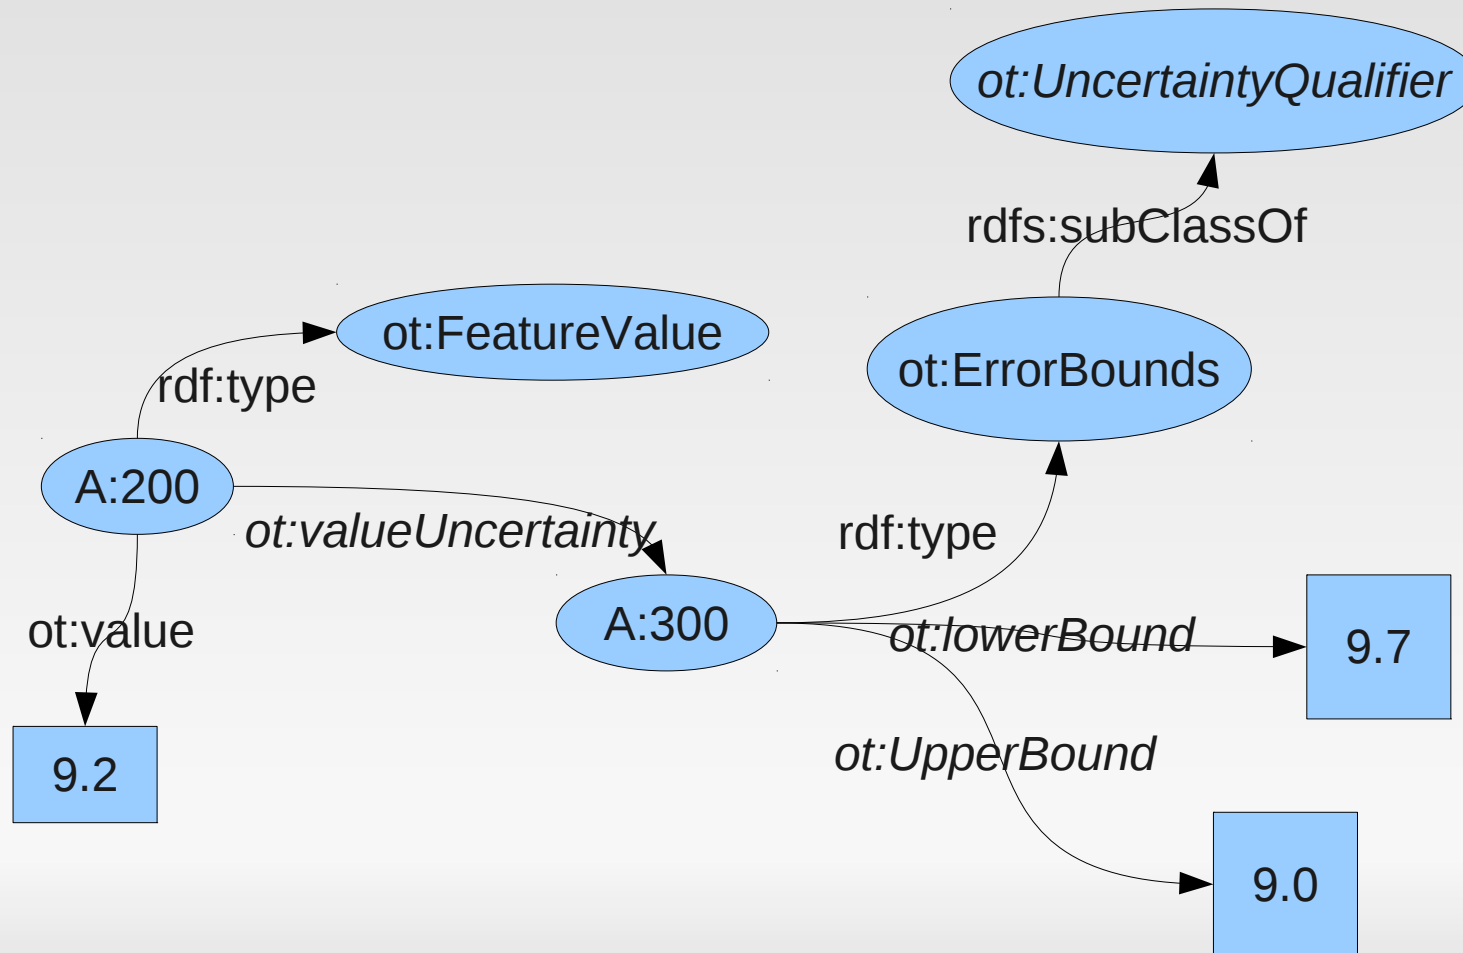 ot:UncertaintyQualifier
rdfs:subClassOf
ot:FeatureValue
ot:ErrorBounds
rdf:type
A:200
ot:valueUncertainty
rdf:type
A:300
ot:value
ot:lowerBound
9.7
ot:UpperBound
9.2
9.0